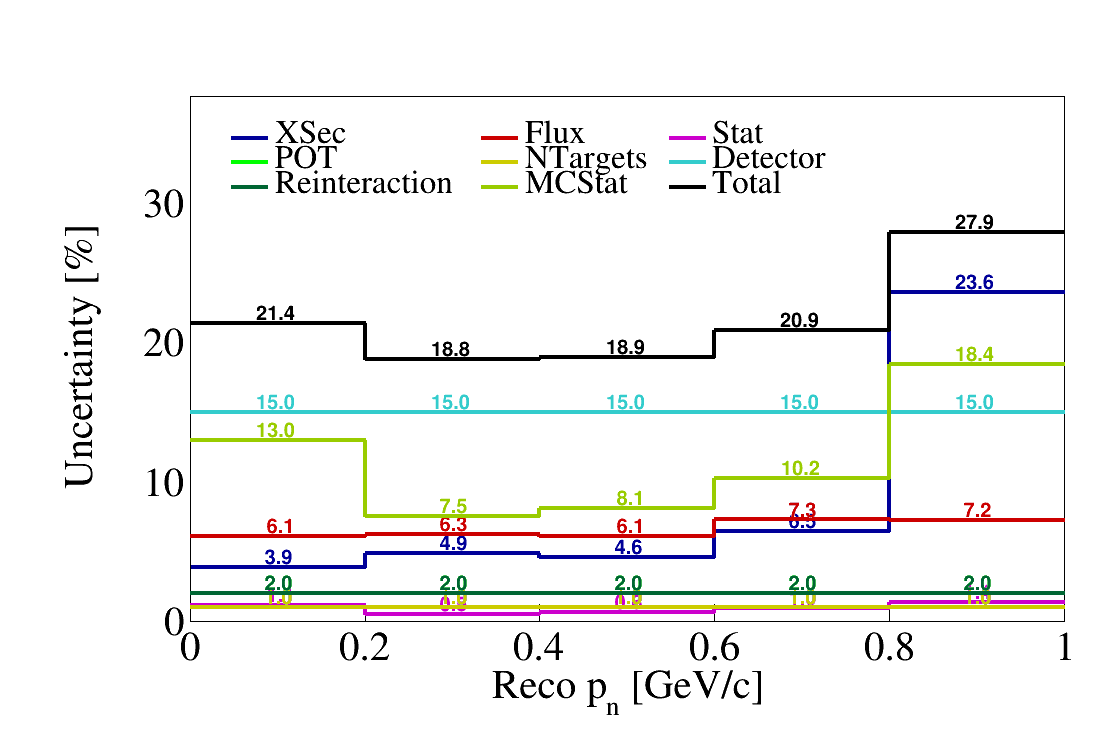 XSec Flux Stat
POT NTargets Detector
Reinteraction MCStat Total
Uncertainty [%]
30
20
10
0
27.9
23.6
21.4 18.8 18.9 20.9
18.4
15.0 15.0 15.0 15.0 15.0
13.0 7.5 8.1 10.2
6.1 6.3 6.1 7.3 7.2
3.9 4.9 4.6 6.5
2.0 2.0 2.0 2.0 2.0
1.0 1.0
0 0.2 0.4 0.6 0.8 1
Reco pn [GeV/c]